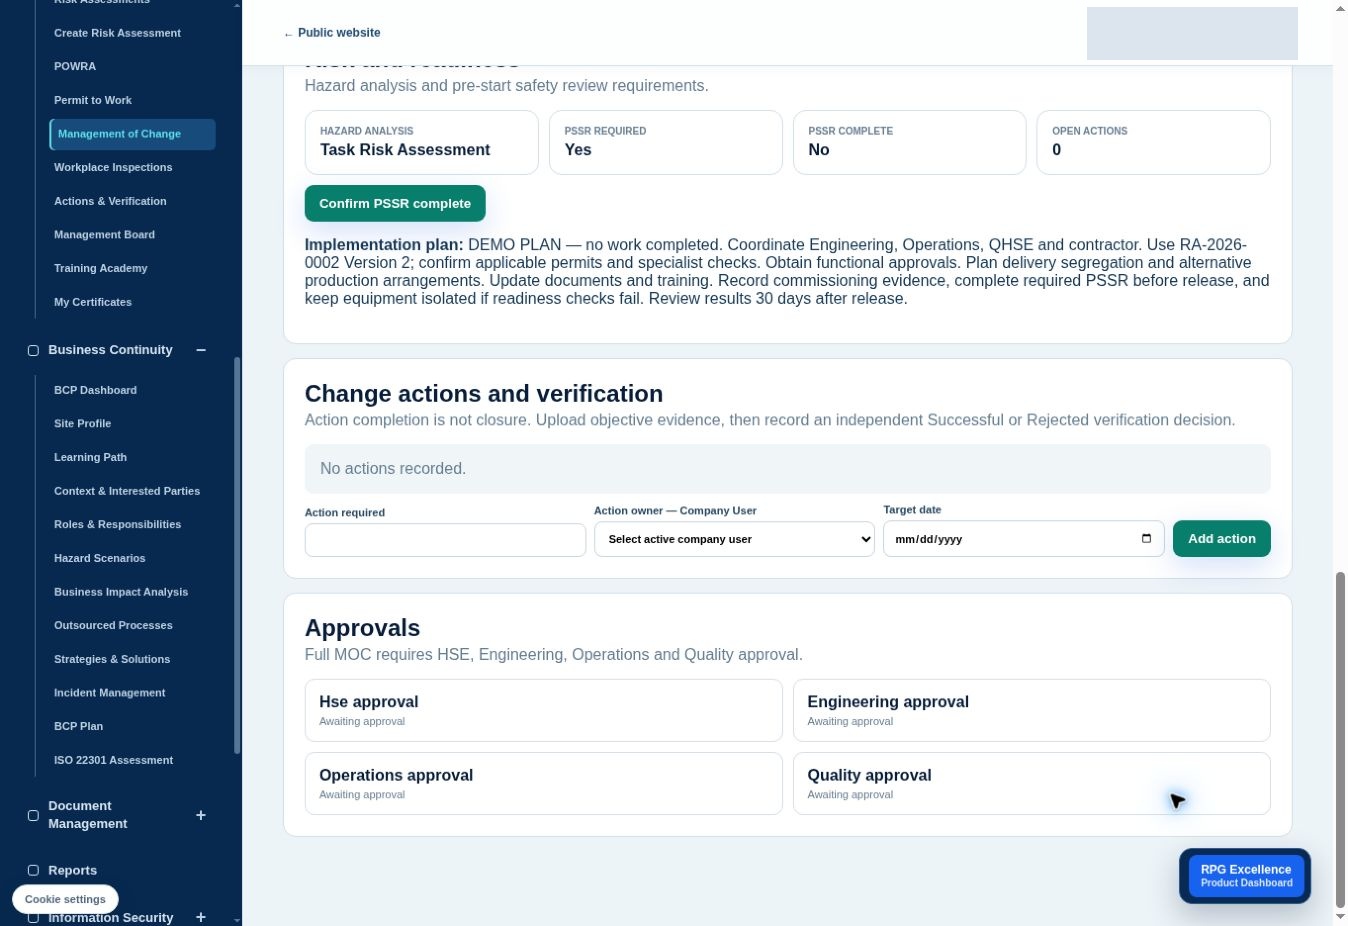 Create Risk Assessment
POWRA
Permit to Work
Management of Change
Workplace Inspections
Actions & Verification
Management Board
Training Academy
My Certificates
Business Continuity
BCP Dashboard
Site Profile
Learning Path
Context & Interested Parties
Roles & Responsibilities
Hazard Scenarios
Business Impact Analysis
Outsourced Processes
Strategies & Solutions
Incident Management
BCP Plan
ISO 22301 Assessment
Document
Management
Reports
Cookie settings
Information Security
← Public website
Hazard analysis and pre-start safety review requirements.
HAZARD ANALYSIS
Task Risk Assessment
PSSR REQUIRED
Yes
PSSR COMPLETE
No
OPEN ACTIONS
0
Confirm PSSR complete
Implementation plan: DEMO PLAN — no work completed. Coordinate Engineering, Operations, QHSE and contractor. Use RA-2026-
0002 Version 2; confirm applicable permits and specialist checks. Obtain functional approvals. Plan delivery segregation and alternative
production arrangements. Update documents and training. Record commissioning evidence, complete required PSSR before release, and
keep equipment isolated if readiness checks fail. Review results 30 days after release.
Change actions and verification
Action completion is not closure. Upload objective evidence, then record an independent Successful or Rejected verification decision.
No actions recorded.
Action required
Action owner — Company User
Select active company user
Target date
mm/dd/yyyy
Add action
Approvals
Full MOC requires HSE, Engineering, Operations and Quality approval.
Hse approval
Awaiting approval
Engineering approval
Awaiting approval
Operations approval
Awaiting approval
Quality approval
Awaiting approval
RPG Excellence
Product Dashboard